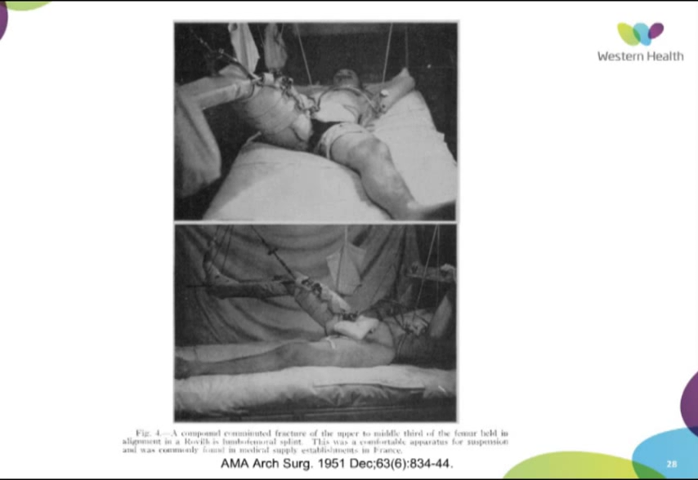 Western Health
Fig. 4.—A compound comminuted fracture of the upper to middle third of the femur held in
alignment in a lumbofemoral splint. This was a comfortable apparatus for suspension
and was commonly found in medical supply establishments in France.
AMA Arch Surg. 1951 Dec;63(6):834-44.
28